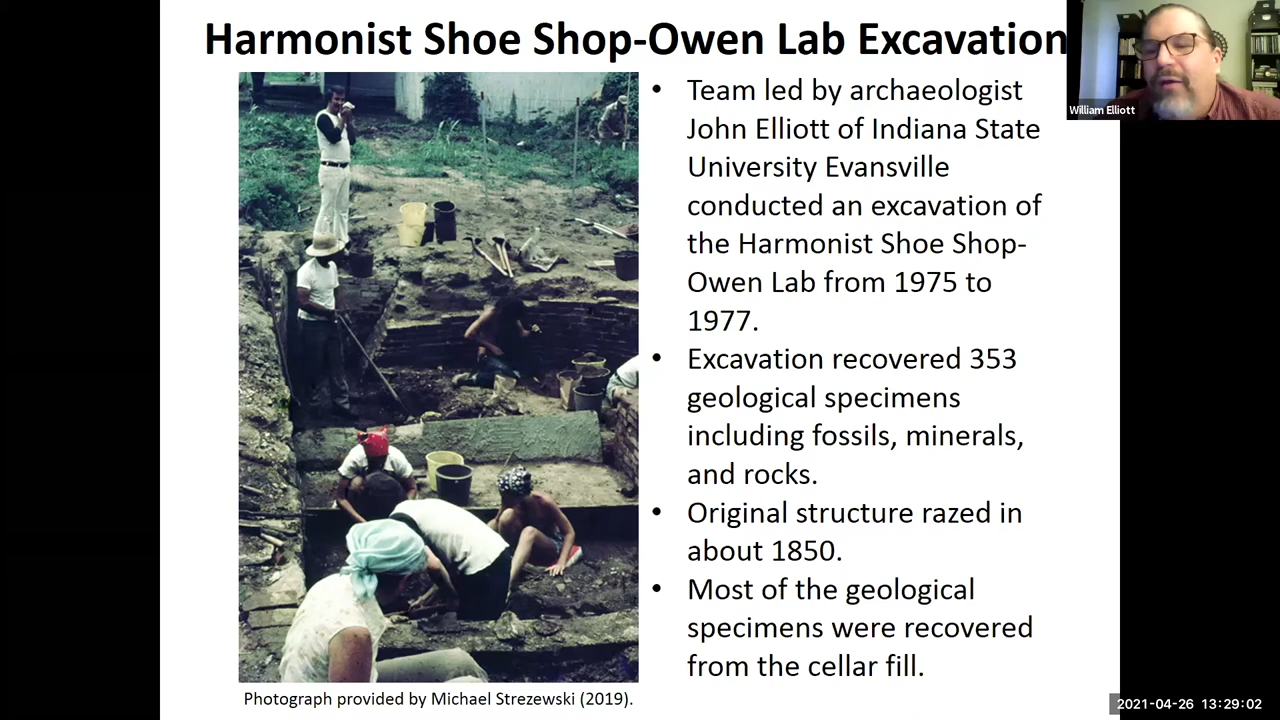 Harmonist Shoe Shop-Owen Lab Excavation
William Elliott
• Team led by archaeologist
John Elliott of Indiana State
University Evansville
conducted an excavation of
the Harmonist Shoe Shop-
Owen Lab from 1975 to
1977.
• Excavation recovered 353
geological specimens
including fossils, minerals,
and rocks.
• Original structure razed in
about 1850.
• Most of the geological
specimens were recovered
from the cellar fill.
Photograph provided by Michael Strezewski (2019).
2021-04-26 13:29:02